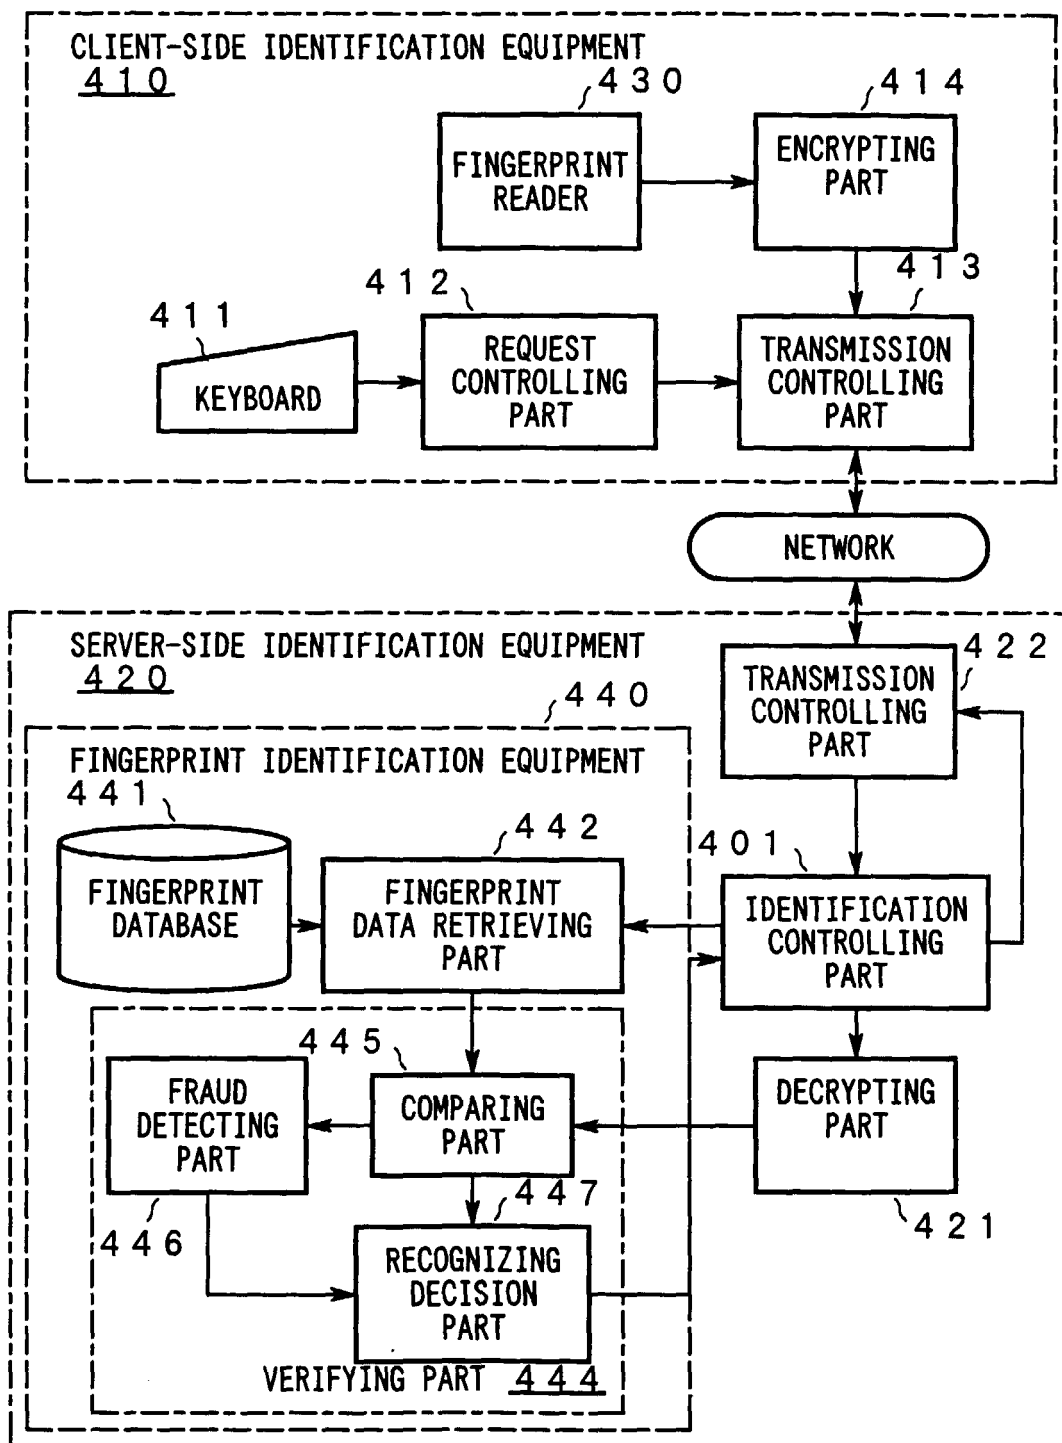 CLIENT-SIDE IDENTIFICATION EQUIPMENT
410
430
414
FINGERPRINT
READER
ENCRYPTING
PART
413
412
411
KEYBOARD
REQUEST
CONTROLLING
PART
TRANSMISSION
CONTROLLING
PART
NETWORK
SERVER-SIDE IDENTIFICATION EQUIPMENT
420
422
TRANSMISSION
CONTROLLING
PART
440
FINGERPRINT IDENTIFICATION EQUIPMENT
441
442
401
FINGERPRINT
DATABASE
FINGERPRINT
DATA RETRIEVING
PART
IDENTIFICATION
CONTROLLING
PART
445
FRAUD
DETECTING
PART
COMPARING
PART
DECRYPTING
PART
447
446
421
RECOGNIZING
DECISION
PART
VERIFYING PART 444